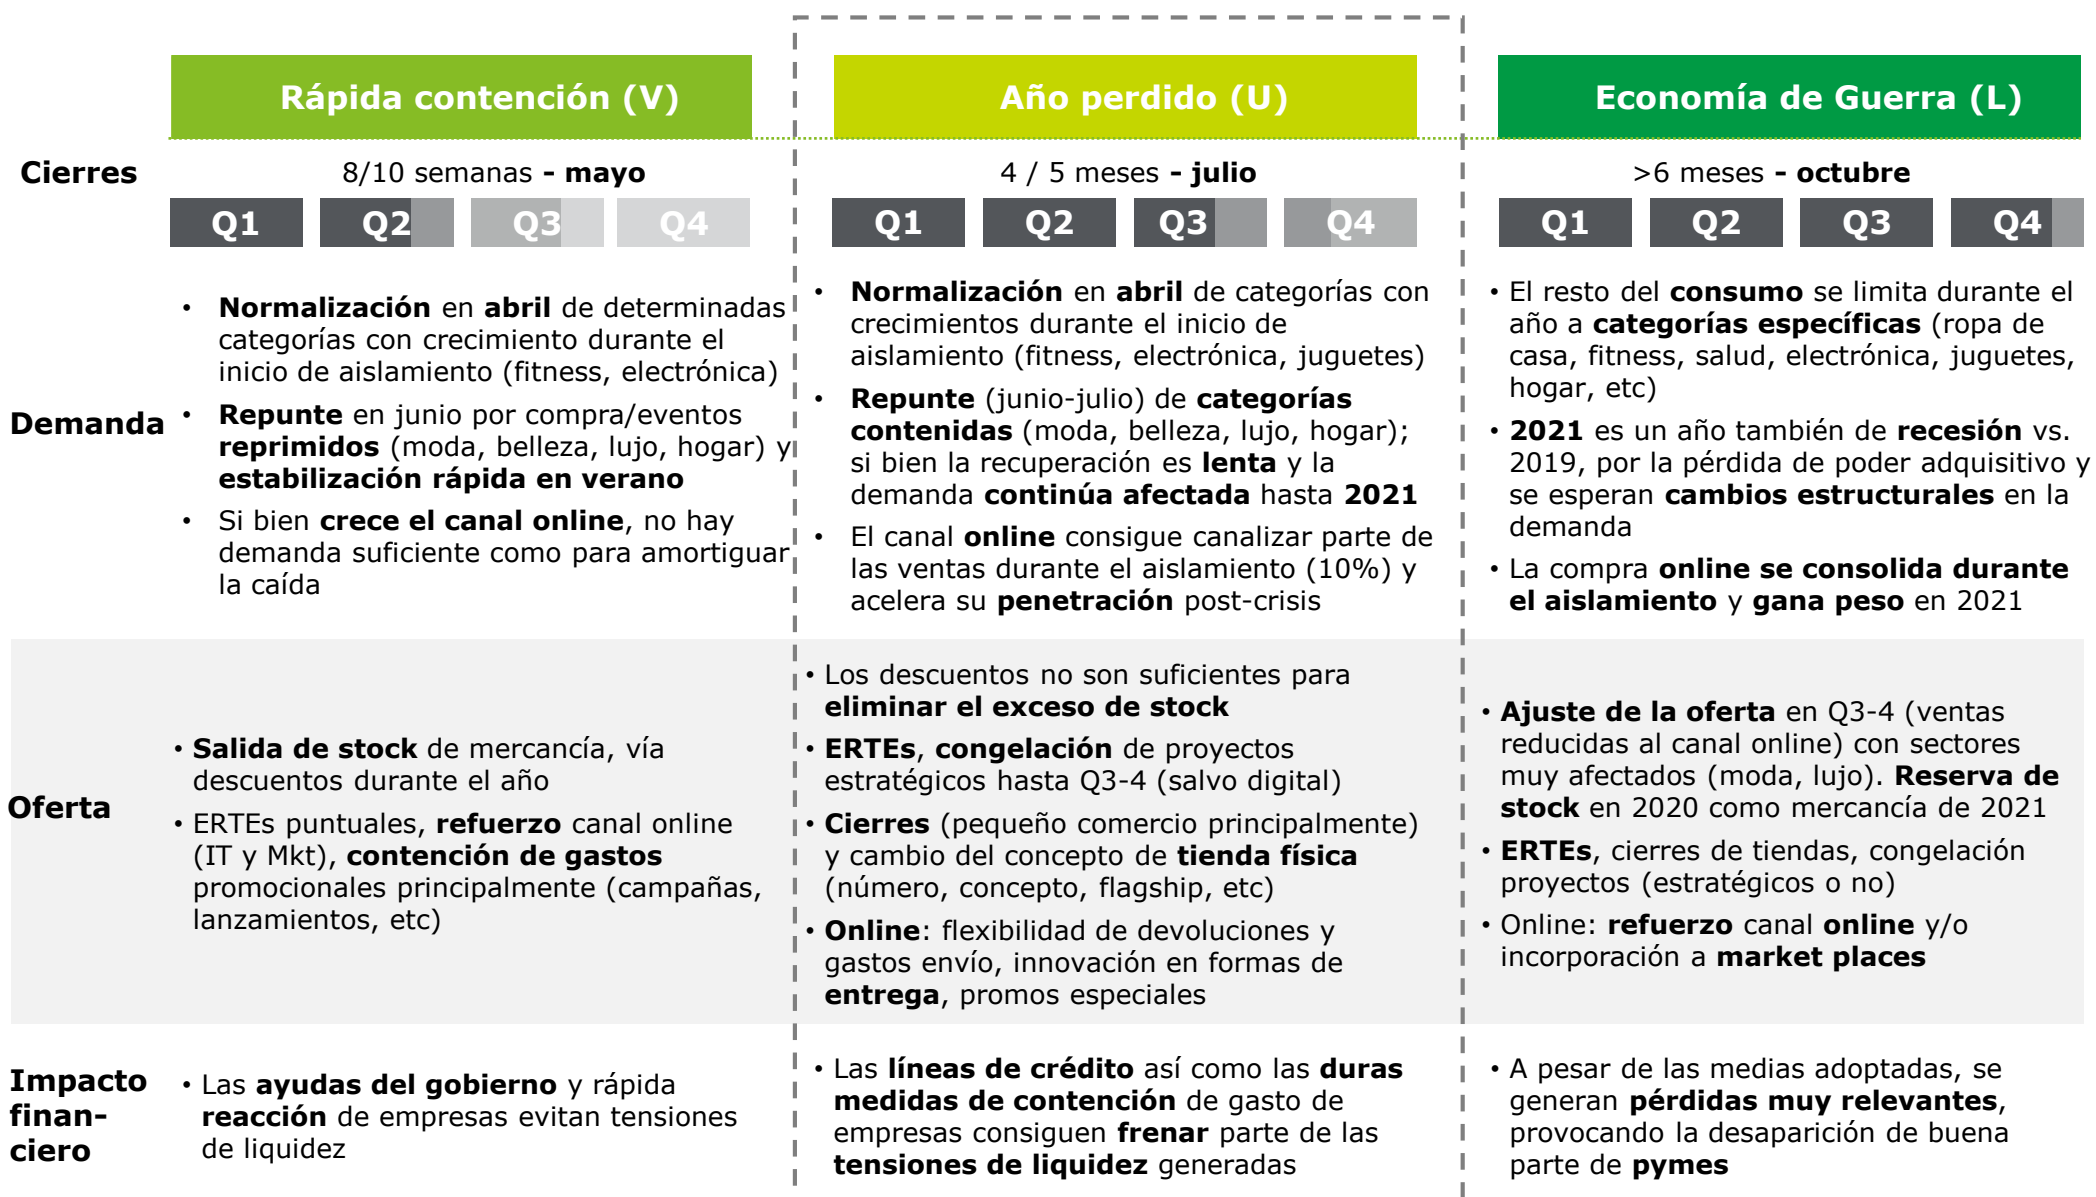 Rápida contención (V)
Año perdido (U)
Economía de Guerra (L)
Cierres
8/10 semanas - mayo
4 / 5 meses - julio
>6 meses - octubre
Q1 Q2 Q3 Q4
Q1 Q2 Q3 Q4
Q1 Q2 Q3 Q4
Demanda
• Normalización en abril de determinadas
categorías con crecimiento durante el
inicio de aislamiento (fitness, electrónica)
• Repunte en junio por compra/eventos
reprimidos (moda, belleza, lujo, hogar) y
estabilización rápida en verano
• Si bien crece el canal online, no hay
demanda suficiente como para amortiguar
la caída
• Normalización en abril de categorías con
crecimientos durante el inicio de
aislamiento (fitness, electrónica, juguetes)
• Repunte (junio-julio) de categorías
contenidas (moda, belleza, lujo, hogar);
si bien la recuperación es lenta y la
demanda continúa afectada hasta 2021
• El canal online consigue canalizar parte de
las ventas durante el aislamiento (10%) y
acelera su penetración post-crisis
• El resto del consumo se limita durante el
año a categorías específicas (ropa de
casa, fitness, salud, electrónica, juguetes,
hogar, etc)
• 2021 es un año también de recesión vs.
2019, por la pérdida de poder adquisitivo y
se esperan cambios estructurales en la
demanda
• La compra online se consolida durante
el aislamiento y gana peso en 2021
Oferta
• Salida de stock de mercancía, vía
descuentos durante el año
• ERTEs puntuales, refuerzo canal online
(IT y Mkt), contención de gastos
promocionales principalmente (campañas,
lanzamientos, etc)
• Los descuentos no son suficientes para
eliminar el exceso de stock
• ERTEs, congelación de proyectos
estratégicos hasta Q3-4 (salvo digital)
• Cierres (pequeño comercio principalmente)
y cambio del concepto de tienda física
(número, concepto, flagship, etc)
• Online: flexibilidad de devoluciones y
gastos envío, innovación en formas de
entrega, promos especiales
• Ajuste de la oferta en Q3-4 (ventas
reducidas al canal online) con sectores
muy afectados (moda, lujo). Reserva de
stock en 2020 como mercancía de 2021
• ERTEs, cierres de tiendas, congelación
proyectos (estratégicos o no)
• Online: refuerzo canal online y/o
incorporación a market places
Impacto
finan-
ciero
• Las ayudas del gobierno y rápida
reacción de empresas evitan tensiones
de liquidez
• Las líneas de crédito así como las duras
medidas de contención de gasto de
empresas consiguen frenar parte de las
tensiones de liquidez generadas
• A pesar de las medias adoptadas, se
generan pérdidas muy relevantes,
provocando la desaparición de buena
parte de pymes